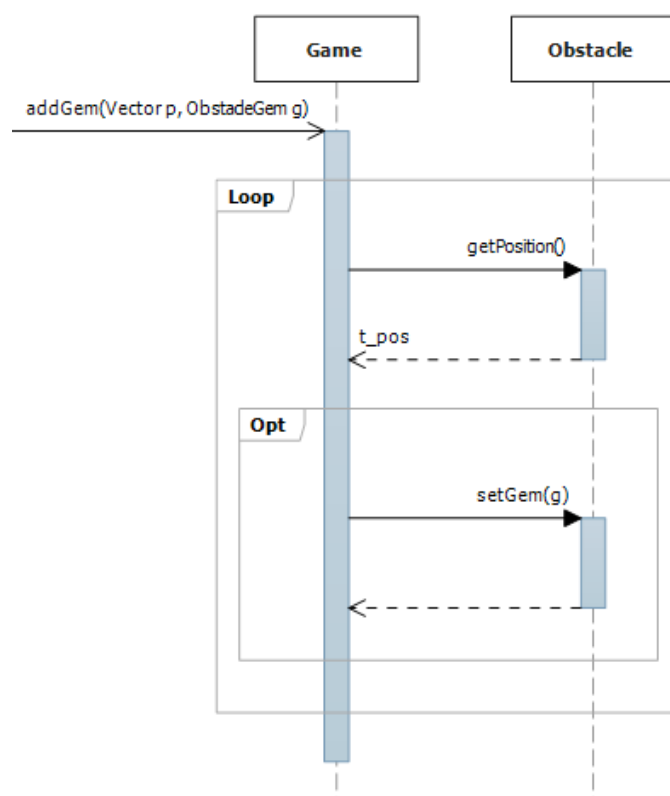 Game
Obstacle
addGem(Vector p, ObstadeGem g)
Loop
getPosition()
t_pos
Opt
setGem(g)